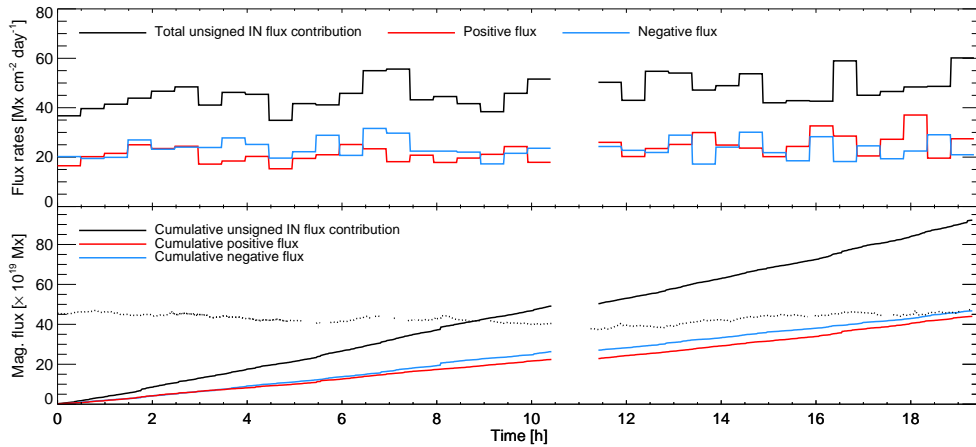 80
60
40
20
0
Flux rates [Mx cm⁻² day⁻¹]
Total unsigned IN flux contribution
Positive flux
Negative flux
80
60
40
20
0
Mag. flux [× 10¹⁹ Mx]
Cumulative unsigned IN flux contribution
Cumulative positive flux
Cumulative negative flux
0 2 4 6 8 10 12 14 16 18
Time [h]